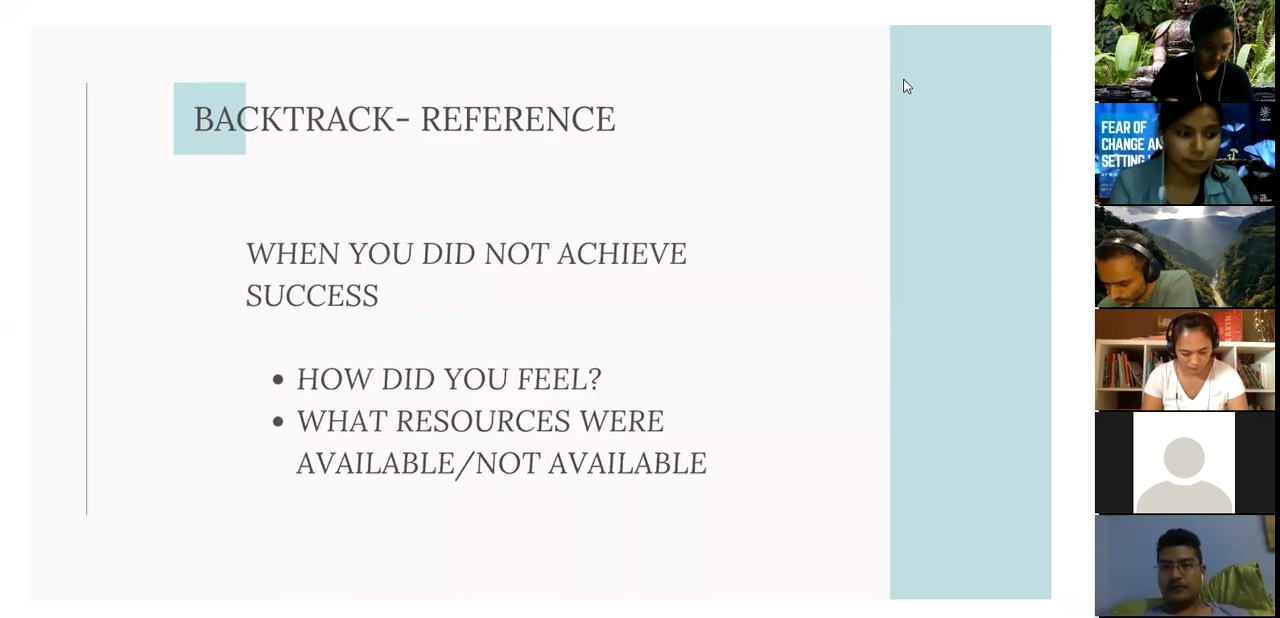 BACKTRACK- REFERENCE
WHEN YOU DID NOT ACHIEVE
SUCCESS
• HOW DID YOU FEEL?
• WHAT RESOURCES WERE
AVAILABLE/NOT AVAILABLE
FEAR OF
CHANGE AN
SETTING